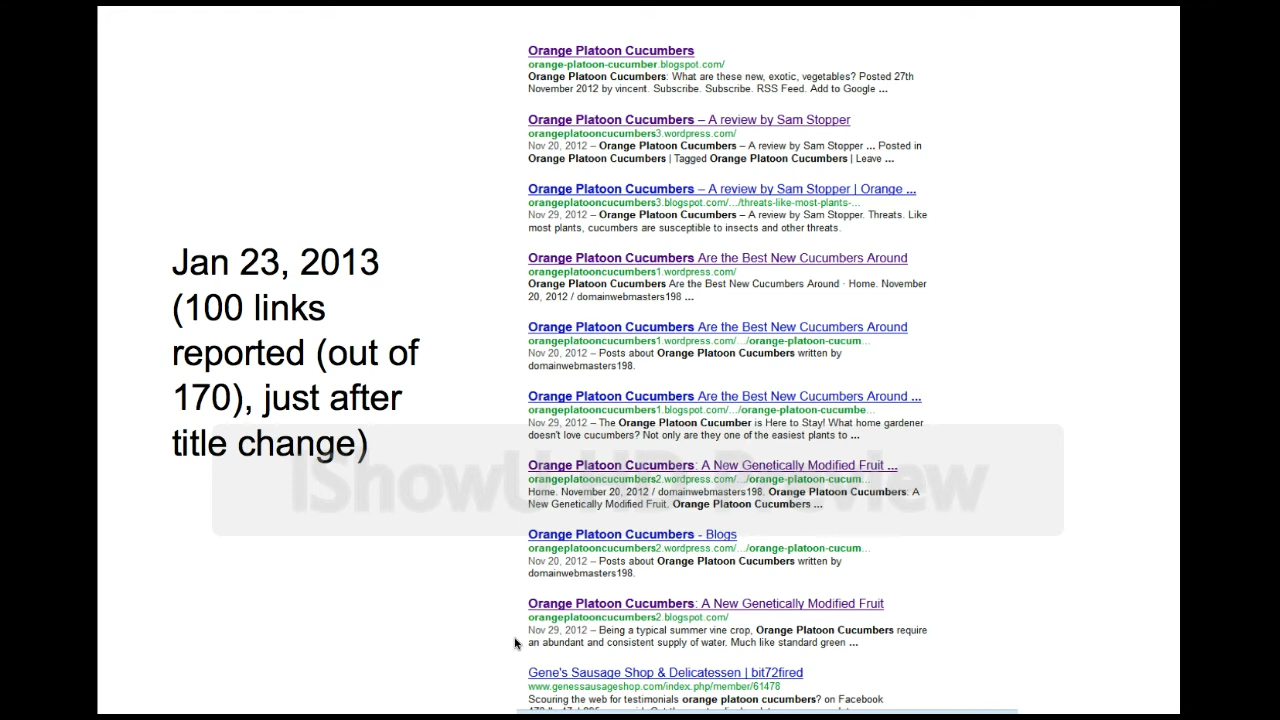 Jan 23, 2013
(100 links
reported (out of
170), just after
title change)
Orange Platoon Cucumbers
orange-platoon-cucumber.blogspot.com/
Orange Platoon Cucumbers: What are these new, exotic, vegetables? Posted 27th
November 2012 by vincent. Subscribe. Subscribe. RSS Feed. Add to Google ...
Orange Platoon Cucumbers – A review by Sam Stopper
orangeplatooncucumbers3.wordpress.com/
Nov 20, 2012 – Orange Platoon Cucumbers – A review by Sam Stopper ... Posted in
Orange Platoon Cucumbers | Tagged Orange Platoon Cucumbers | Leave ...
Orange Platoon Cucumbers – A review by Sam Stopper | Orange ...
orangeplatooncucumbers3.blogspot.com/.../threats-like-most-plants-...
Nov 29, 2012 – Orange Platoon Cucumbers – A review by Sam Stopper. Threats. Like
most plants, cucumbers are susceptible to insects and other threats.
Orange Platoon Cucumbers Are the Best New Cucumbers Around
orangeplatooncucumbers1.wordpress.com/
Orange Platoon Cucumbers Are the Best New Cucumbers Around · Home. November
20, 2012 / domainwebmasters198 ...
Orange Platoon Cucumbers Are the Best New Cucumbers Around
orangeplatooncucumbers1.wordpress.com/.../orange-platoon-cucum...
Nov 20, 2012 – Posts about Orange Platoon Cucumbers written by
domainwebmasters198.
Orange Platoon Cucumbers Are the Best New Cucumbers Around ...
orangeplatooncucumbers1.blogspot.com/.../orange-platoon-cucumbe...
Nov 29, 2012 – The Orange Platoon Cucumber is Here to Stay! What home gardener
doesn't love cucumbers? Not only are they one of the easiest plants to ...
Orange Platoon Cucumbers: A New Genetically Modified Fruit ...
orangeplatooncucumbers2.wordpress.com/.../orange-platoon-cucum...
Home. November 20, 2012 / domainwebmasters198. Orange Platoon Cucumbers: A
New Genetically Modified Fruit. Orange Platoon Cucumbers ...
iShowU HD Preview
Orange Platoon Cucumbers - Blogs
orangeplatooncucumbers2.wordpress.com/.../orange-platoon-cucum...
Nov 20, 2012 – Posts about Orange Platoon Cucumbers written by
domainwebmasters198.
Orange Platoon Cucumbers: A New Genetically Modified Fruit
orangeplatooncucumbers2.blogspot.com/
Nov 29, 2012 – Being a typical summer vine crop, Orange Platoon Cucumbers require
an abundant and consistent supply of water. Much like standard green ...
Gene's Sausage Shop & Delicatessen | bit72fired
www.genessausageshop.com/index.php/member/61478
Scouring the web for testimonials orange platoon cucumbers? on Facebook